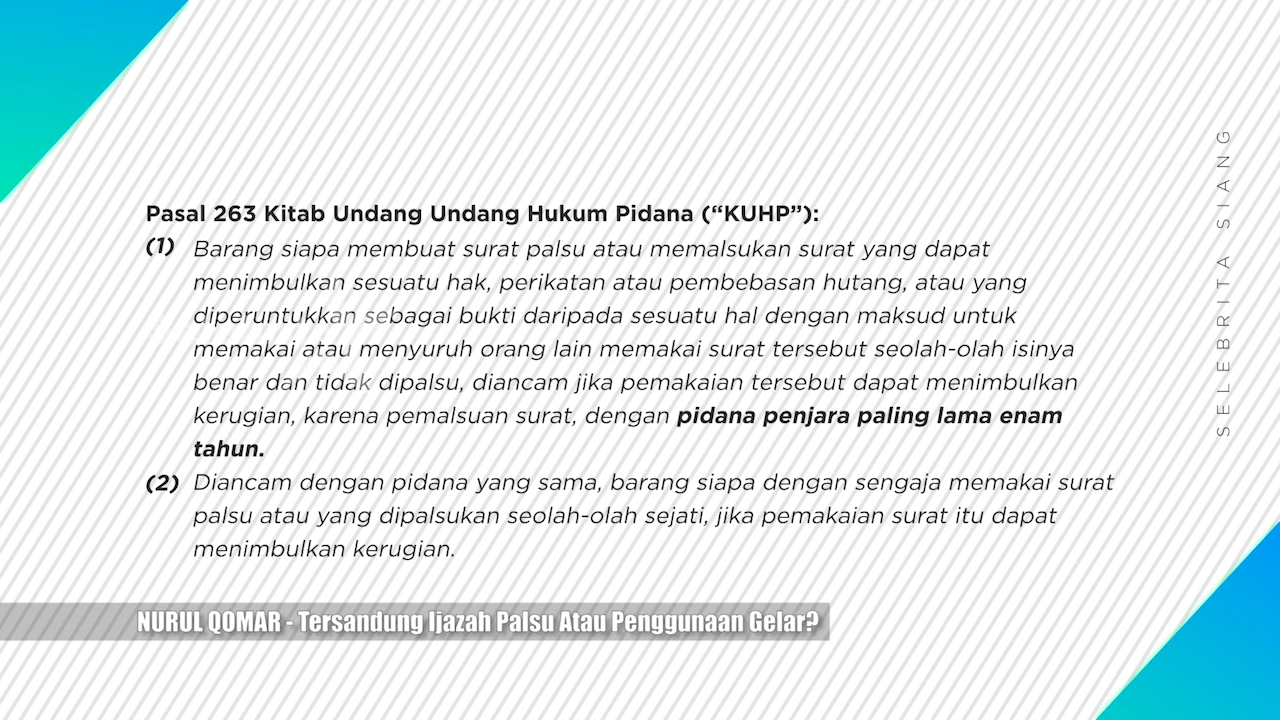 Pasal 263 Kitab Undang Undang Hukum Pidana (“KUHP”):
(1) Barang siapa membuat surat palsu atau memalsukan surat yang dapat
menimbulkan sesuatu hak, perikatan atau pembebasan hutang, atau yang
diperuntukkan sebagai bukti daripada sesuatu hal dengan maksud untuk
memakai atau menyuruh orang lain memakai surat tersebut seolah-olah isinya
benar dan tidak dipalsu, diancam jika pemakaian tersebut dapat menimbulkan
kerugian, karena pemalsuan surat, dengan pidana penjara paling lama enam
tahun.
(2) Diancam dengan pidana yang sama, barang siapa dengan sengaja memakai surat
palsu atau yang dipalsukan seolah-olah sejati, jika pemakaian surat itu dapat
menimbulkan kerugian.
NURUL QOMAR - Tersandung Ijazah Palsu Atau Penggunaan Gelar?
SELEBRITA SIANG